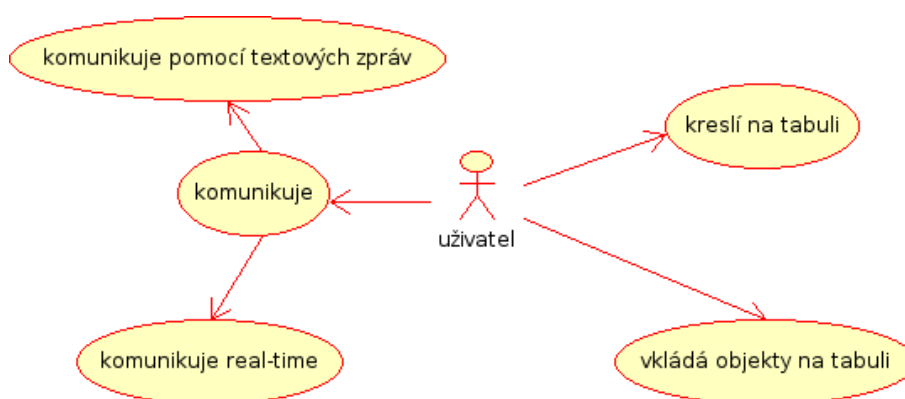 komunikuje pomocí textových zpráv
kreslí na tabuli
komunikuje
uživatel
komunikuje real-time
vkládá objekty na tabuli